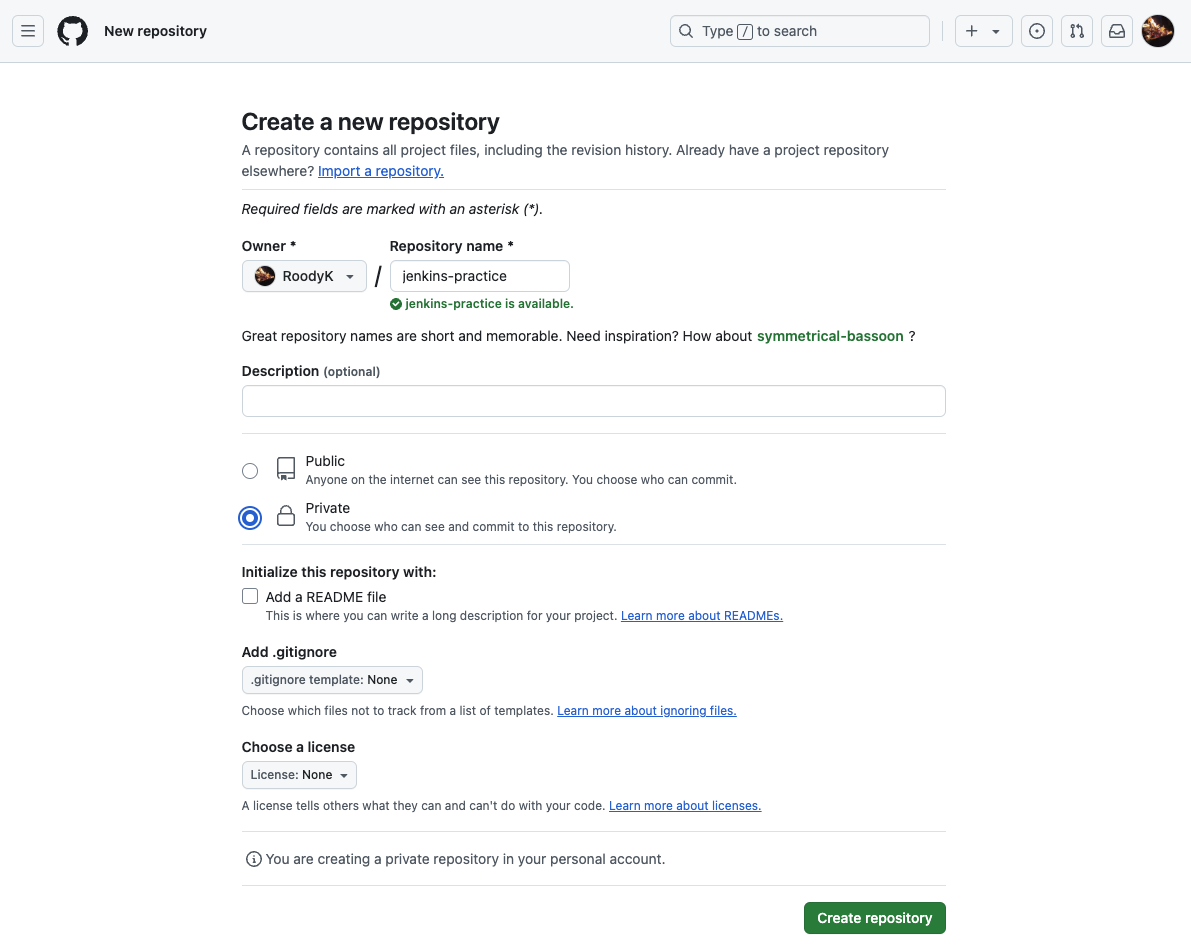 New repository
Type / to search
Create a new repository
A repository contains all project files, including the revision history. Already have a project repository
elsewhere? Import a repository.
Required fields are marked with an asterisk (*).
Owner *
Repository name *
RoodyK
/
jenkins-practice
jenkins-practice is available.
Great repository names are short and memorable. Need inspiration? How about symmetrical-bassoon ?
Description (optional)
Public
Anyone on the internet can see this repository. You choose who can commit.
Private
You choose who can see and commit to this repository.
Initialize this repository with:
Add a README file
This is where you can write a long description for your project. Learn more about READMEs.
Add .gitignore
.gitignore template: None
Choose which files not to track from a list of templates. Learn more about ignoring files.
Choose a license
License: None
A license tells others what they can and can't do with your code. Learn more about licenses.
You are creating a private repository in your personal account.
Create repository